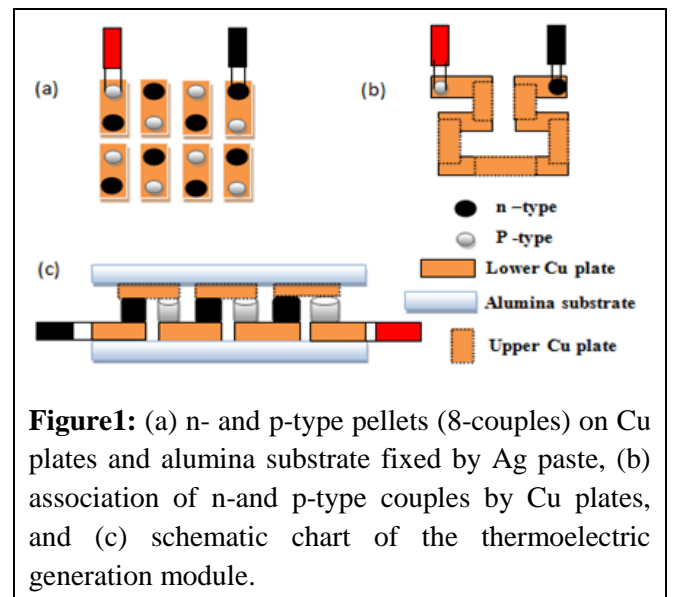 (a)
(b)
n –type
P -type
(c)
Lower Cu plate
Alumina substrate
Upper Cu plate
Figure1: (a) n- and p-type pellets (8-couples) on Cu
plates and alumina substrate fixed by Ag paste, (b)
association of n-and p-type couples by Cu plates,
and (c) schematic chart of the thermoelectric
generation module.